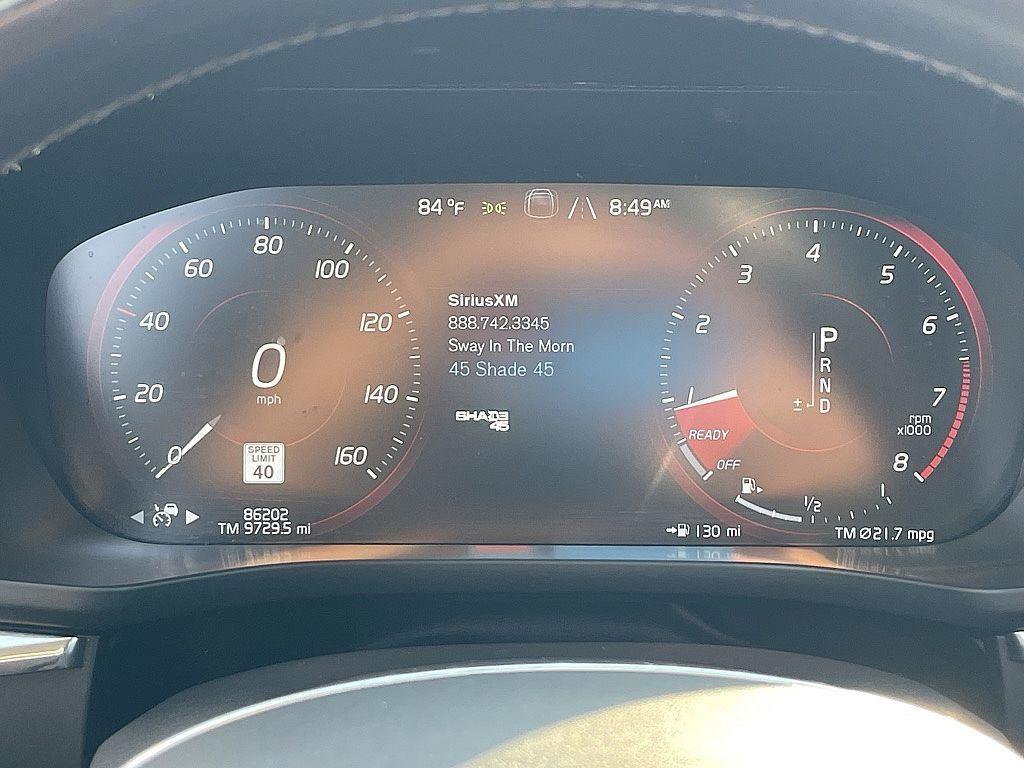 84 °F 8:49 AM
80
60
100
40
120
20
140
0
160
0
mph
SPEED
LIMIT
40
86202
TM 9729.5 mi
SiriusXM
888.742.3345
Sway In The Morn
45 Shade 45
SHADE
45
4
3
5
2
6
1
7
8
rpm
x1000
P
R
N
± D
READY
OFF
1/2
1
130 mi
TM Ø21.7 mpg